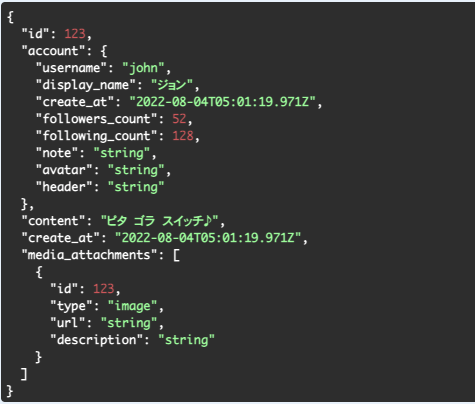 {
  "id": 123,
  "account": {
    "username": "john",
    "display_name": "ジョン",
    "create_at": "2022-08-04T05:01:19.971Z",
    "followers_count": 52,
    "following_count": 128,
    "note": "string",
    "avatar": "string",
    "header": "string"
  },
  "content": "ピタ ゴラ スイッチ♪",
  "create_at": "2022-08-04T05:01:19.971Z",
  "media_attachments": [
    {
      "id": 123,
      "type": "image",
      "url": "string",
      "description": "string"
    }
  ]
}